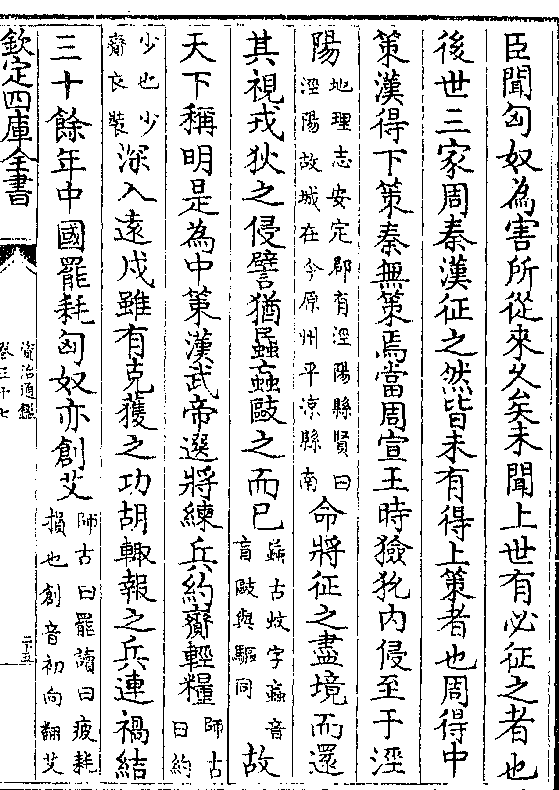 臣聞匈奴為害所從來久矣未聞上世有必征之者也
後世三家周秦漢征之然皆未有得上策者也周得中
策漢得下策秦無策焉當周宣王時獫狁内侵至于涇
陽地理志安定郡有涇陽縣賢曰涇陽故城在今原州平涼縣南命將征之盡境而還
其視戎狄之侵譬猶䖟蝱敺之而已䖟古蚊字蝱音盲敺與驅同故
天下稱明是為中策漢武帝選將練兵約齎輕糧師古曰約
少也少齎衣裝深入遠戍雖有克獲之功胡輒報之兵連禍結
三十餘年中國罷耗匈奴亦創艾師古曰罷讀曰疲耗損也創音初向翻艾
欽定四庫全書
資治通鑑
卷三十七
二十五